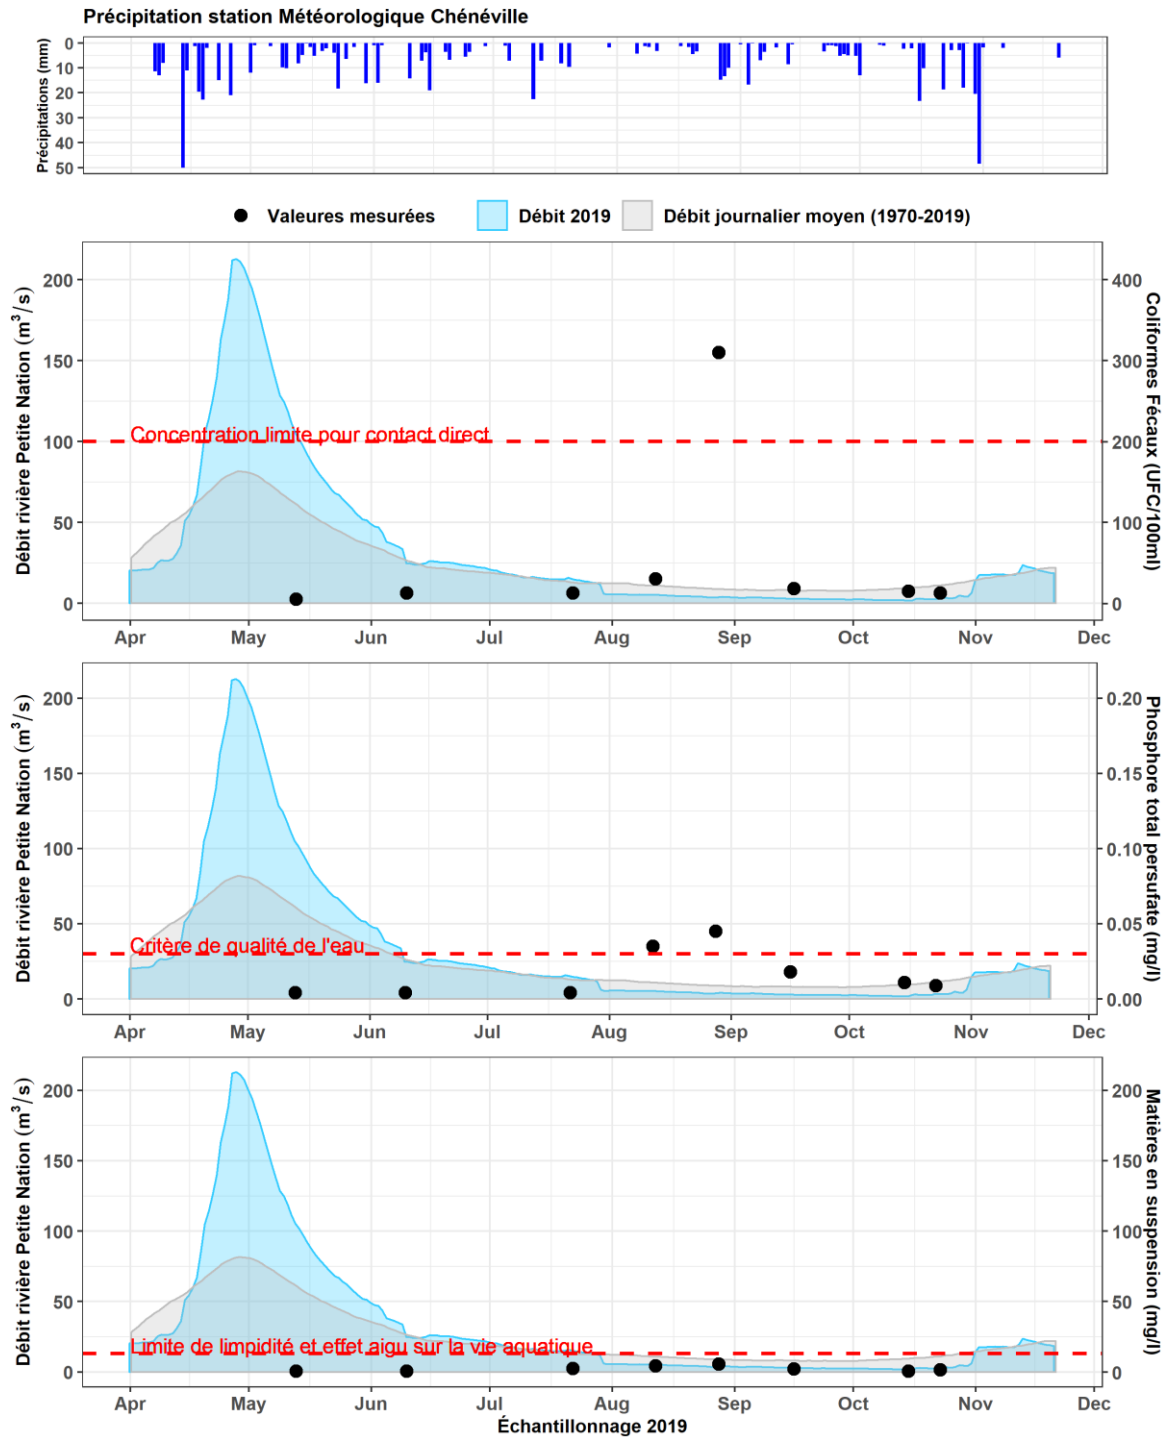 Précipitation station Météorologique Chénéville
Précipitations (mm)
0
10
20
30
40
50
Valeures mesurées
Débit 2019
Débit journalier moyen (1970-2019)
Débit rivière Petite Nation (m³/s)
200
150
100
50
0
Concentration limite pour contact direct
400
300
200
100
0
Coliformes Fécaux (UFC/100ml)
Apr May Jun Jul Aug Sep Oct Nov Dec
Débit rivière Petite Nation (m³/s)
200
150
100
50
0
Critère de qualité de l'eau
0.20
0.15
0.10
0.05
0.00
Phosphore total persufate (mg/l)
Apr May Jun Jul Aug Sep Oct Nov Dec
Débit rivière Petite Nation (m³/s)
200
150
100
50
0
Limite de limpidité et effet aigu sur la vie aquatique
200
150
100
50
0
Matières en suspension (mg/l)
Apr May Jun Jul Aug Sep Oct Nov Dec
Échantillonnage 2019